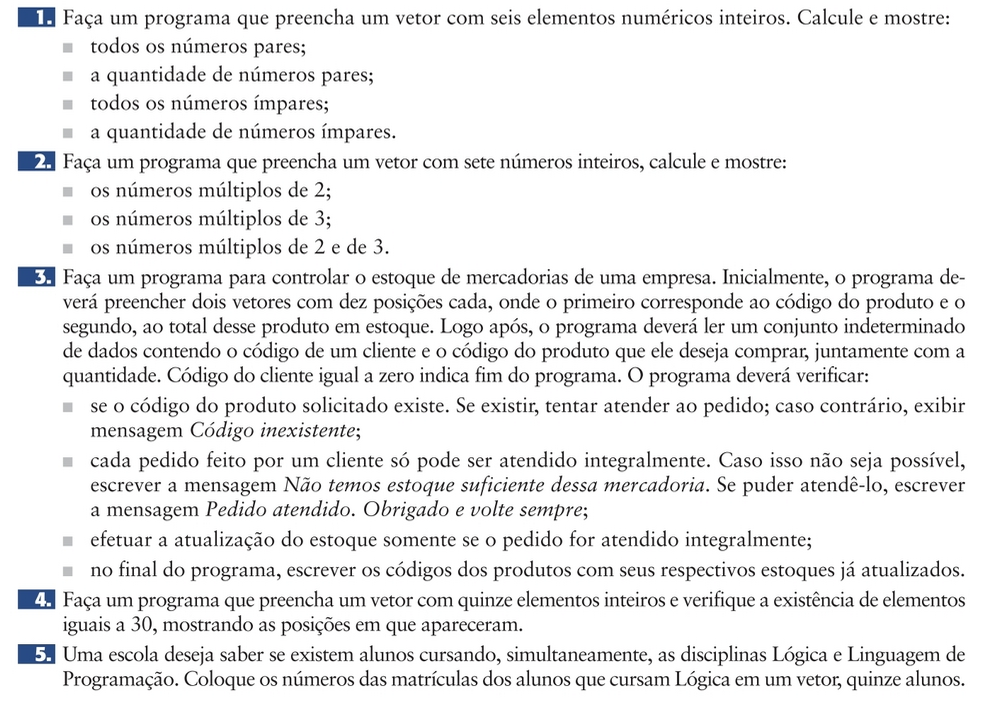 1. Faça um programa que preencha um vetor com seis elementos numéricos inteiros. Calcule e mostre:
■ todos os números pares;
■ a quantidade de números pares;
■ todos os números ímpares;
■ a quantidade de números ímpares.
2. Faça um programa que preencha um vetor com sete números inteiros, calcule e mostre:
■ os números múltiplos de 2;
■ os números múltiplos de 3;
■ os números múltiplos de 2 e de 3.
3. Faça um programa para controlar o estoque de mercadorias de uma empresa. Inicialmente, o programa de-
verá preencher dois vetores com dez posições cada, onde o primeiro corresponde ao código do produto e o
segundo, ao total desse produto em estoque. Logo após, o programa deverá ler um conjunto indeterminado
de dados contendo o código de um cliente e o código do produto que ele deseja comprar, juntamente com a
quantidade. Código do cliente igual a zero indica fim do programa. O programa deverá verificar:
■ se o código do produto solicitado existe. Se existir, tentar atender ao pedido; caso contrário, exibir
mensagem Código inexistente;
■ cada pedido feito por um cliente só pode ser atendido integralmente. Caso isso não seja possível,
escrever a mensagem Não temos estoque suficiente dessa mercadoria. Se puder atendê-lo, escrever
a mensagem Pedido atendido. Obrigado e volte sempre;
■ efetuar a atualização do estoque somente se o pedido for atendido integralmente;
■ no final do programa, escrever os códigos dos produtos com seus respectivos estoques já atualizados.
4. Faça um programa que preencha um vetor com quinze elementos inteiros e verifique a existência de elementos
iguais a 30, mostrando as posições em que apareceram.
5. Uma escola deseja saber se existem alunos cursando, simultaneamente, as disciplinas Lógica e Linguagem de
Programação. Coloque os números das matrículas dos alunos que cursam Lógica em um vetor, quinze alunos.